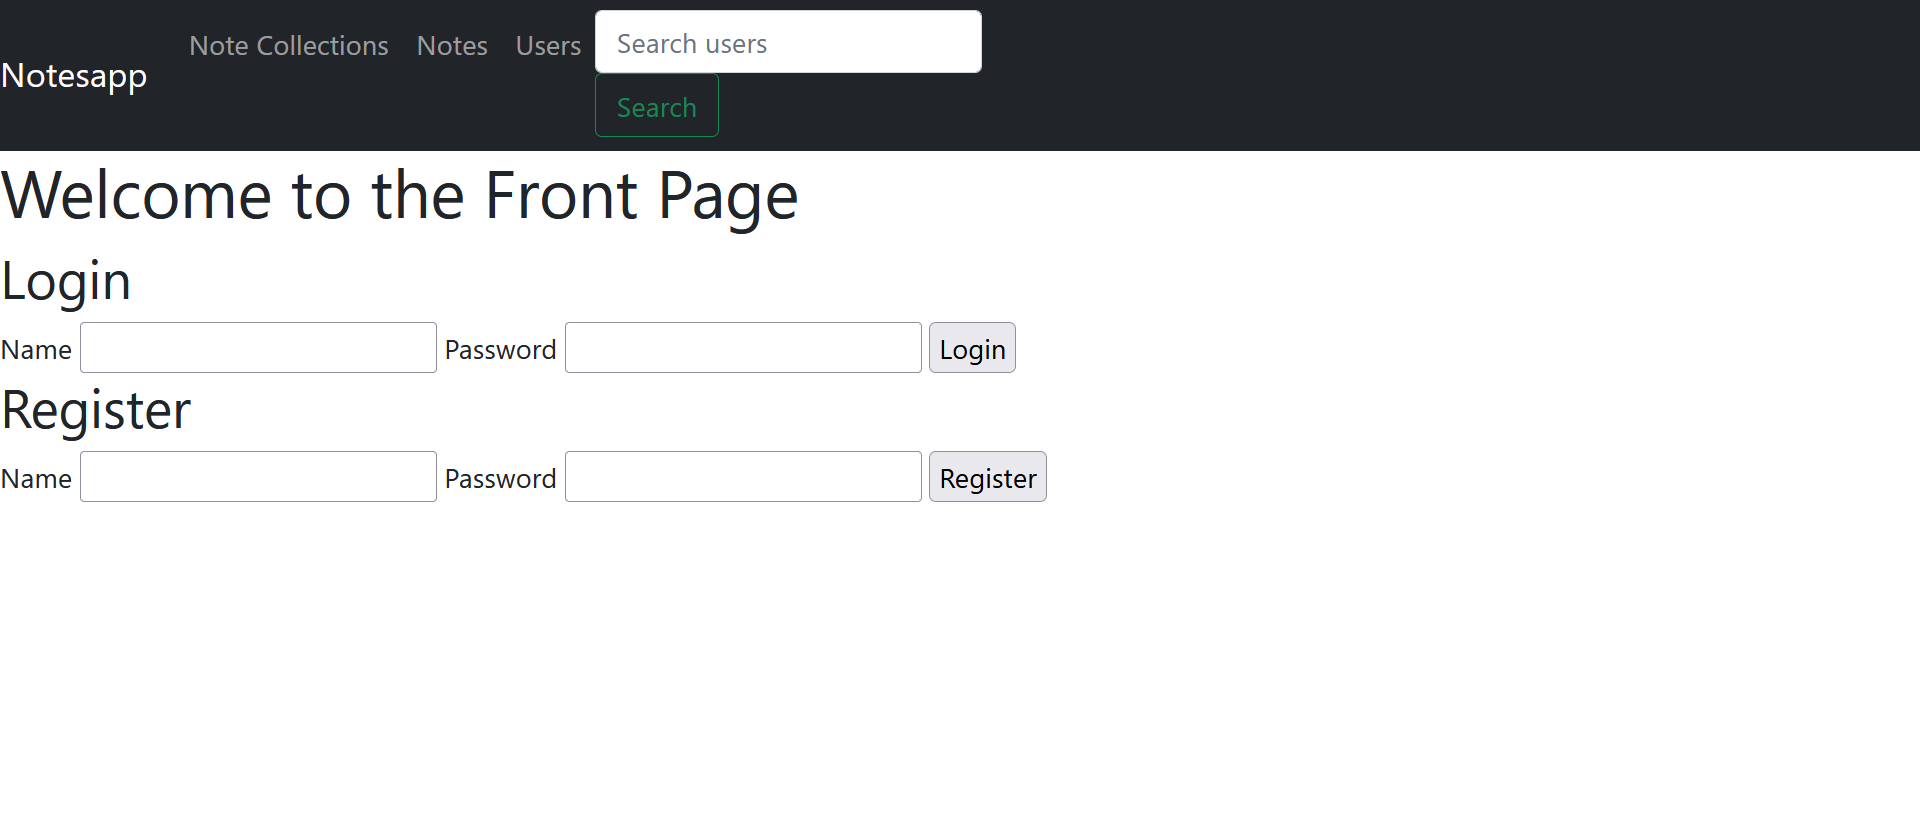 Notesapp Note Collections Notes Users Search users
Search
Welcome to the Front Page
Login
Name Password Login
Register
Name Password Register